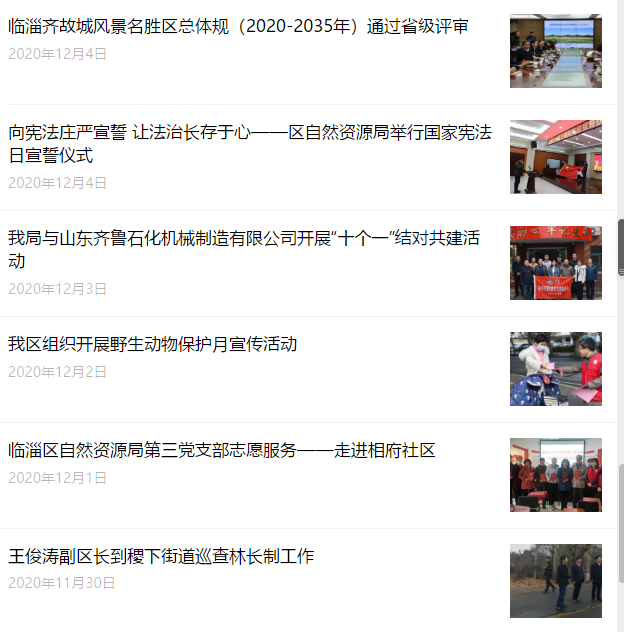 临淄齐故城风景名胜区总体规（2020-2035年）通过省级评审
2020年12月4日
向宪法庄严宣誓 让法治长存于心——区自然资源局举行国家宪法
日宣誓仪式
2020年12月4日
我局与山东齐鲁石化机械制造有限公司开展“十个一”结对共建活
动
2020年12月3日
我区组织开展野生动物保护月宣传活动
2020年12月2日
临淄区自然资源局第三党支部志愿服务——走进相府社区
2020年12月1日
王俊涛副区长到稷下街道巡查林长制工作
2020年11月30日